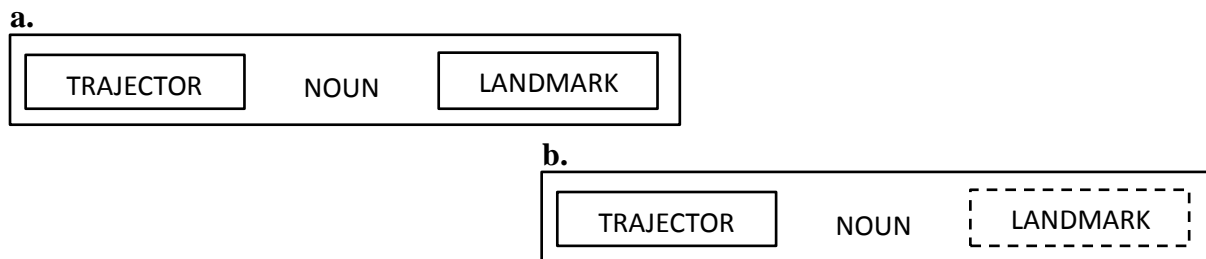 a.
TRAJECTOR NOUN LANDMARK
b.
TRAJECTOR NOUN LANDMARK